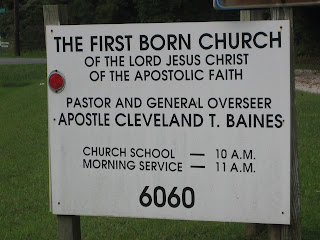 THE FIRST BORN CHURCH
OF THE LORD JESUS CHRIST
OF THE APOSTOLIC FAITH
PASTOR AND GENERAL OVERSEER
APOSTLE CLEVELAND T. BAINES
CHURCH SCHOOL — 10 A.M.
MORNING SERVICE — 11 A.M.
6060